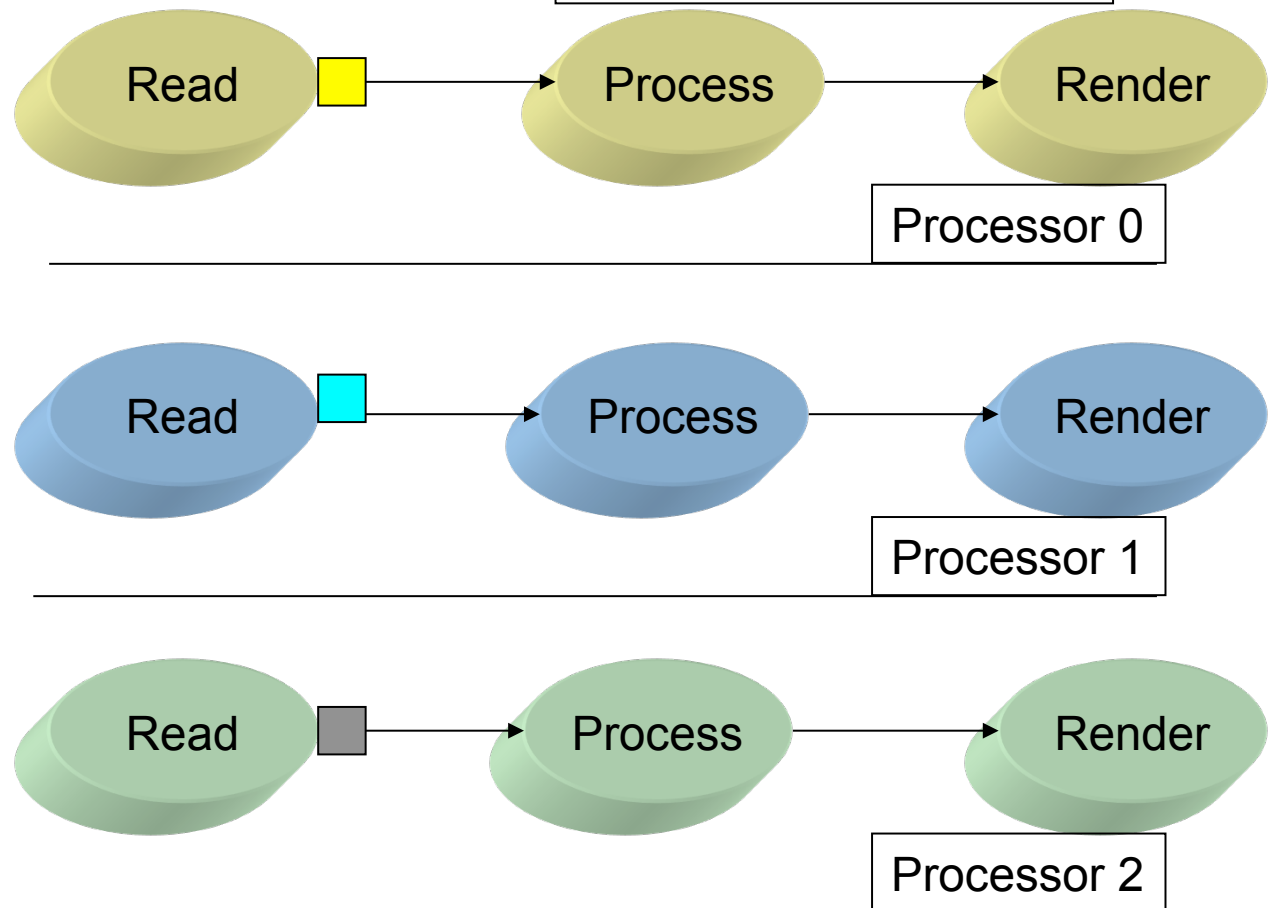 Read Process Render
Processor 0
Read Process Render
Processor 1
Read Process Render
Processor 2